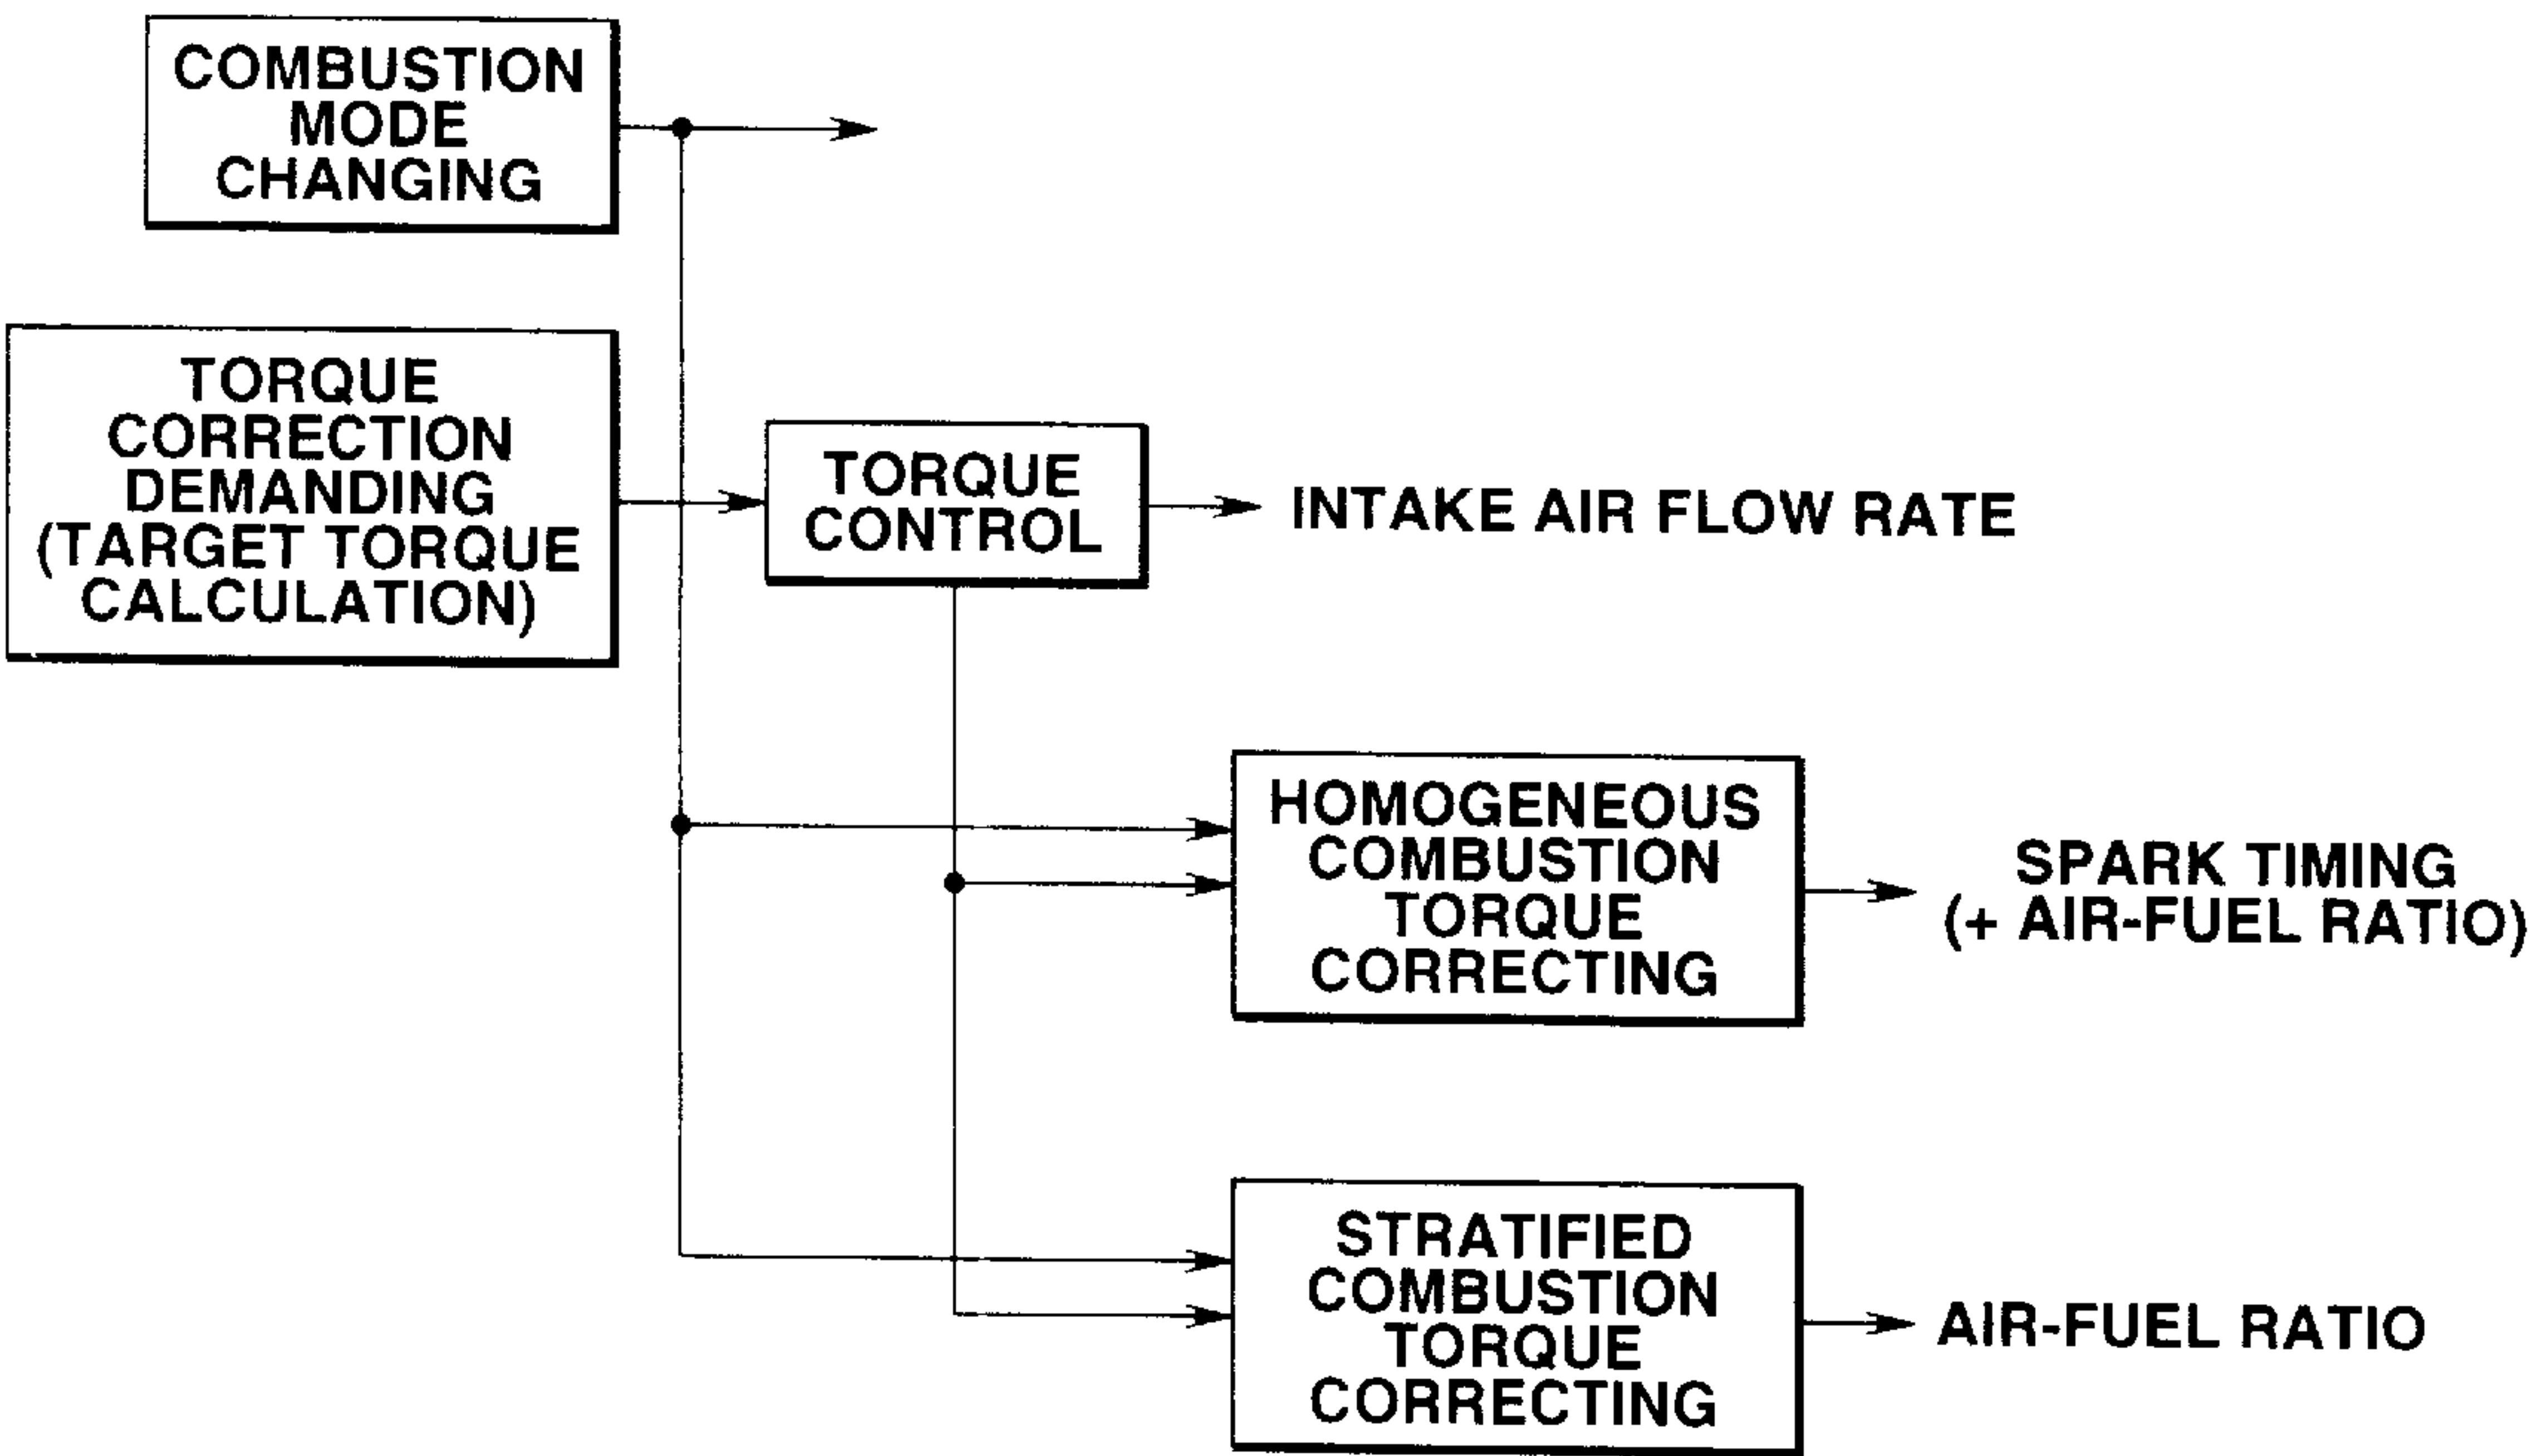 COMBUSTION
MODE
CHANGING
TORQUE
CORRECTION
DEMANDING
(TARGET TORQUE
CALCULATION)
TORQUE
CONTROL
INTAKE AIR FLOW RATE
HOMOGENEOUS
COMBUSTION
TORQUE
CORRECTING
SPARK TIMING
(+ AIR-FUEL RATIO)
STRATIFIED
COMBUSTION
TORQUE
CORRECTING
AIR-FUEL RATIO